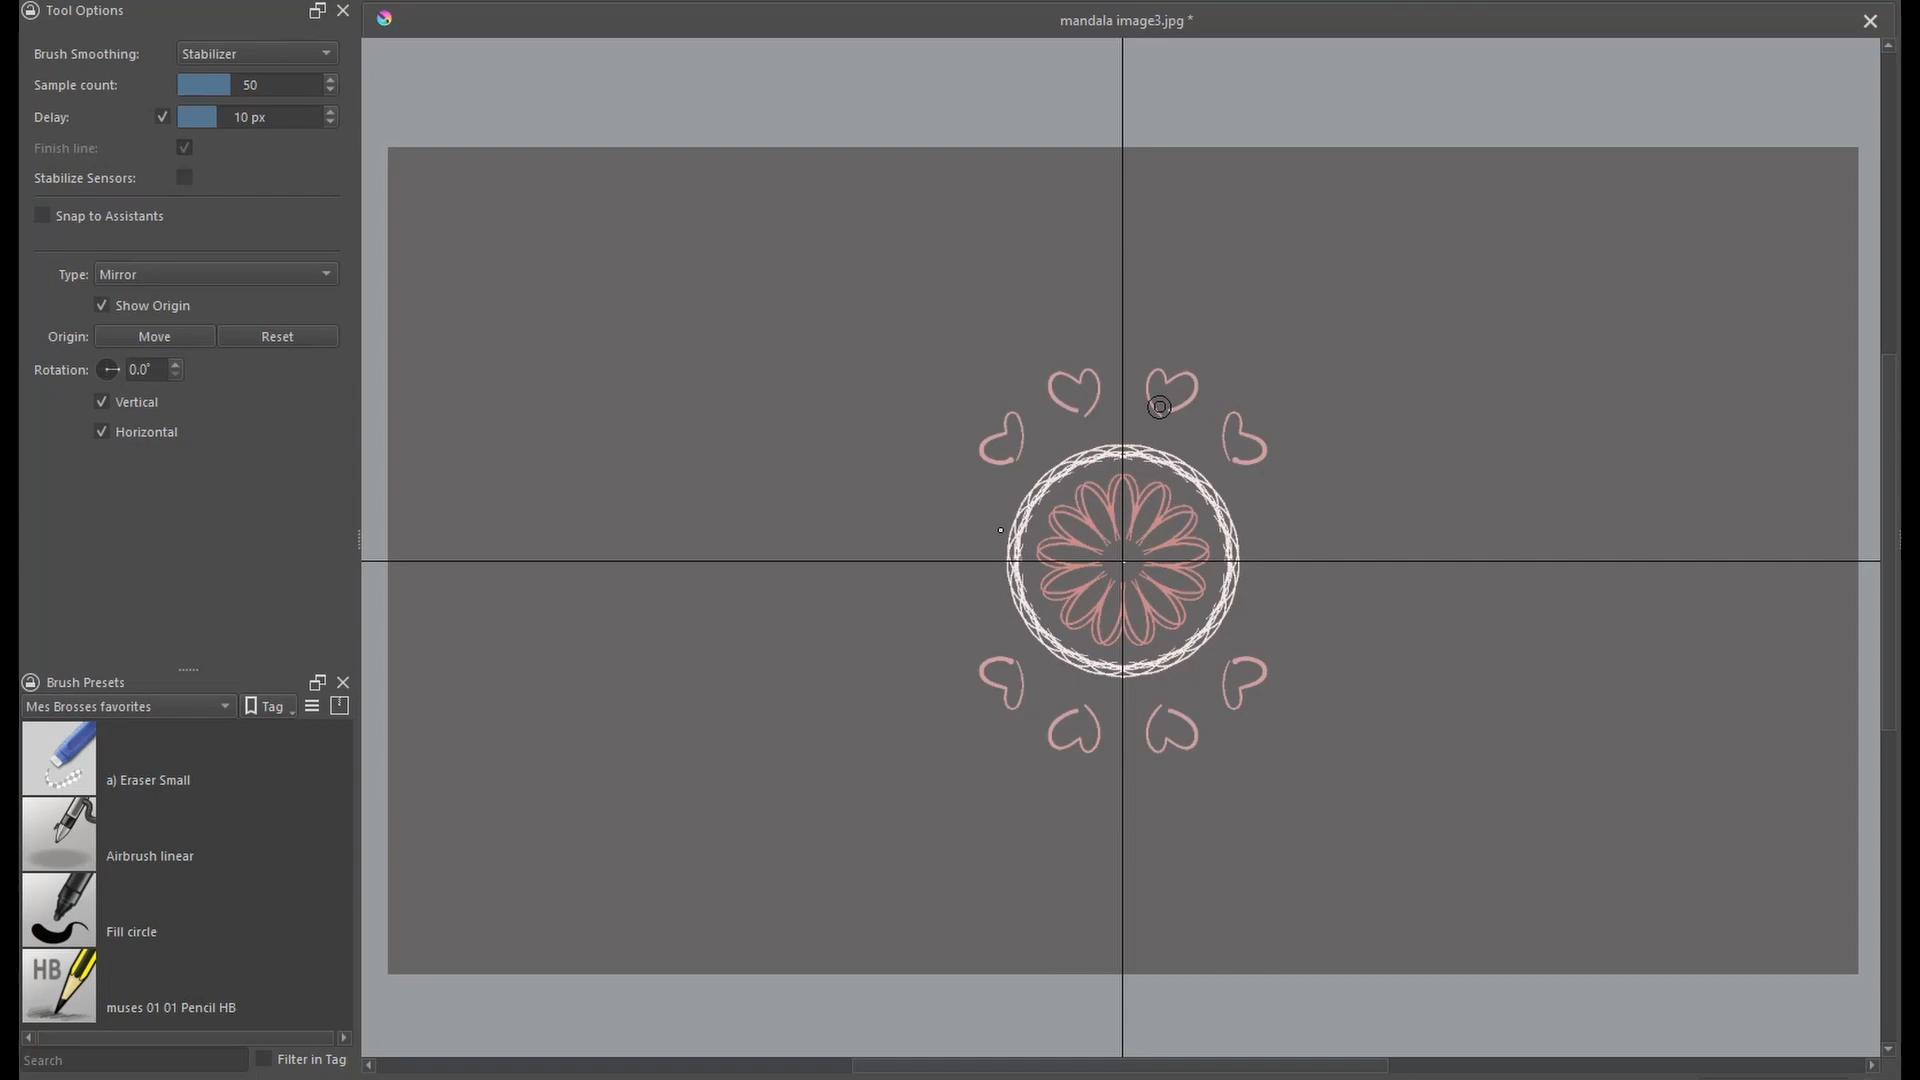 Tool Options
mandala image3.jpg *
Brush Smoothing: Stabilizer
Sample count: 50
Delay: 10 px
Finish line:
Stabilize Sensors:
Snap to Assistants
Type: Mirror
Show Origin
Origin: Move Reset
Rotation: 0.0°
Vertical
Horizontal
Brush Presets
Mes Brosses favorites Tag
a) Eraser Small
Airbrush linear
Fill circle
HB
muses 01 01 Pencil HB
Search Filter in Tag